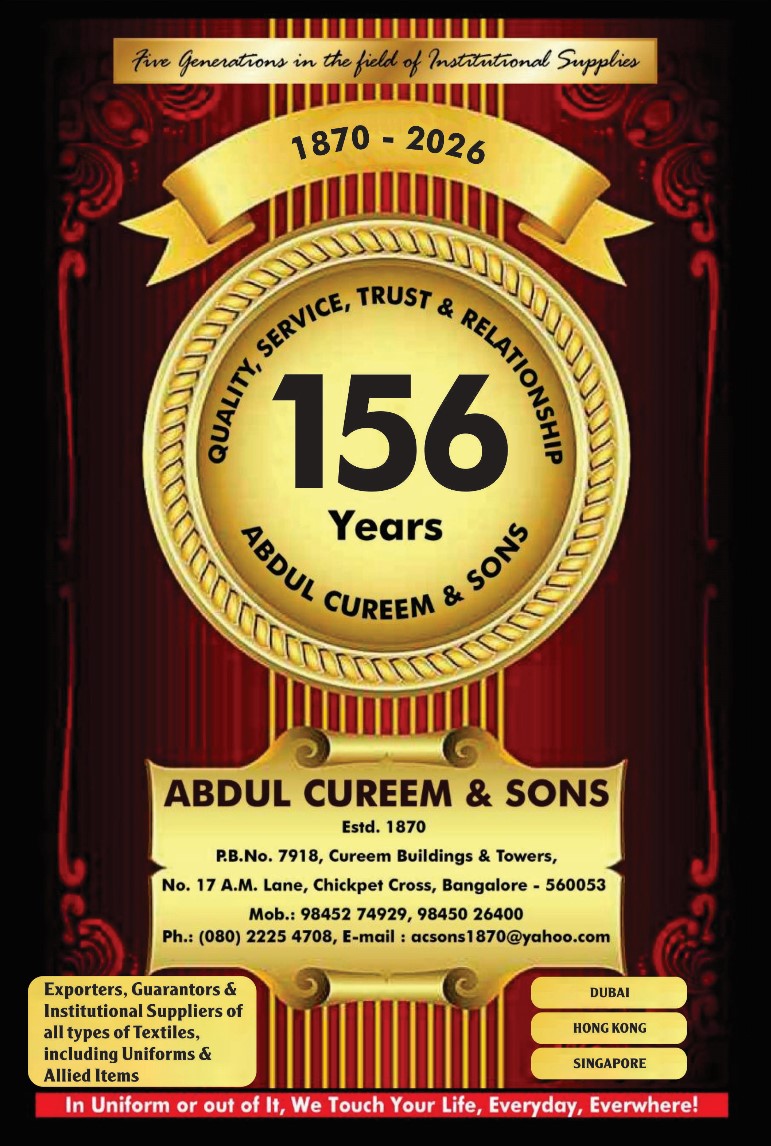 Five Generations in the field of Institutional Supplies
1870 - 2026
QUALITY, SERVICE, TRUST & RELATIONSHIP
156
Years
ABDUL CUREEM & SONS
ABDUL CUREEM & SONS
Estd. 1870
P.B.No. 7918, Cureem Buildings & Towers,
No. 17 A.M. Lane, Chickpet Cross, Bangalore - 560053
Mob.: 98452 74929, 98450 26400
Ph.: (080) 2225 4708, E-mail : acsons1870@yahoo.com
Exporters, Guarantors &
Institutional Suppliers of
all types of Textiles,
including Uniforms &
Allied Items
DUBAI
HONG KONG
SINGAPORE
In Uniform or out of It, We Touch Your Life, Everyday, Everwhere!